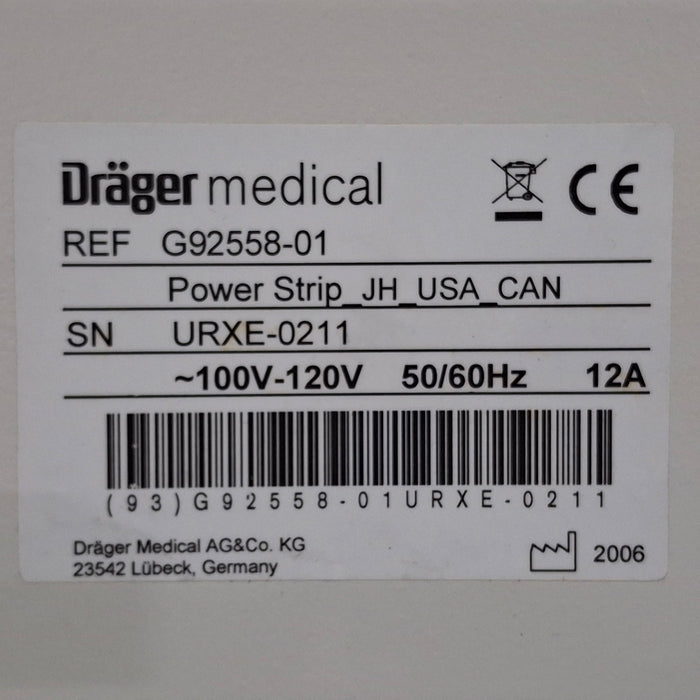 Dräger medical CE
REF G92558-01
Power Strip_JH_USA_CAN
SN URXE-0211
~100V-120V 50/60Hz 12A
(93)G92558-01URXE-0211
Dräger Medical AG&Co. KG
23542 Lübeck, Germany
2006